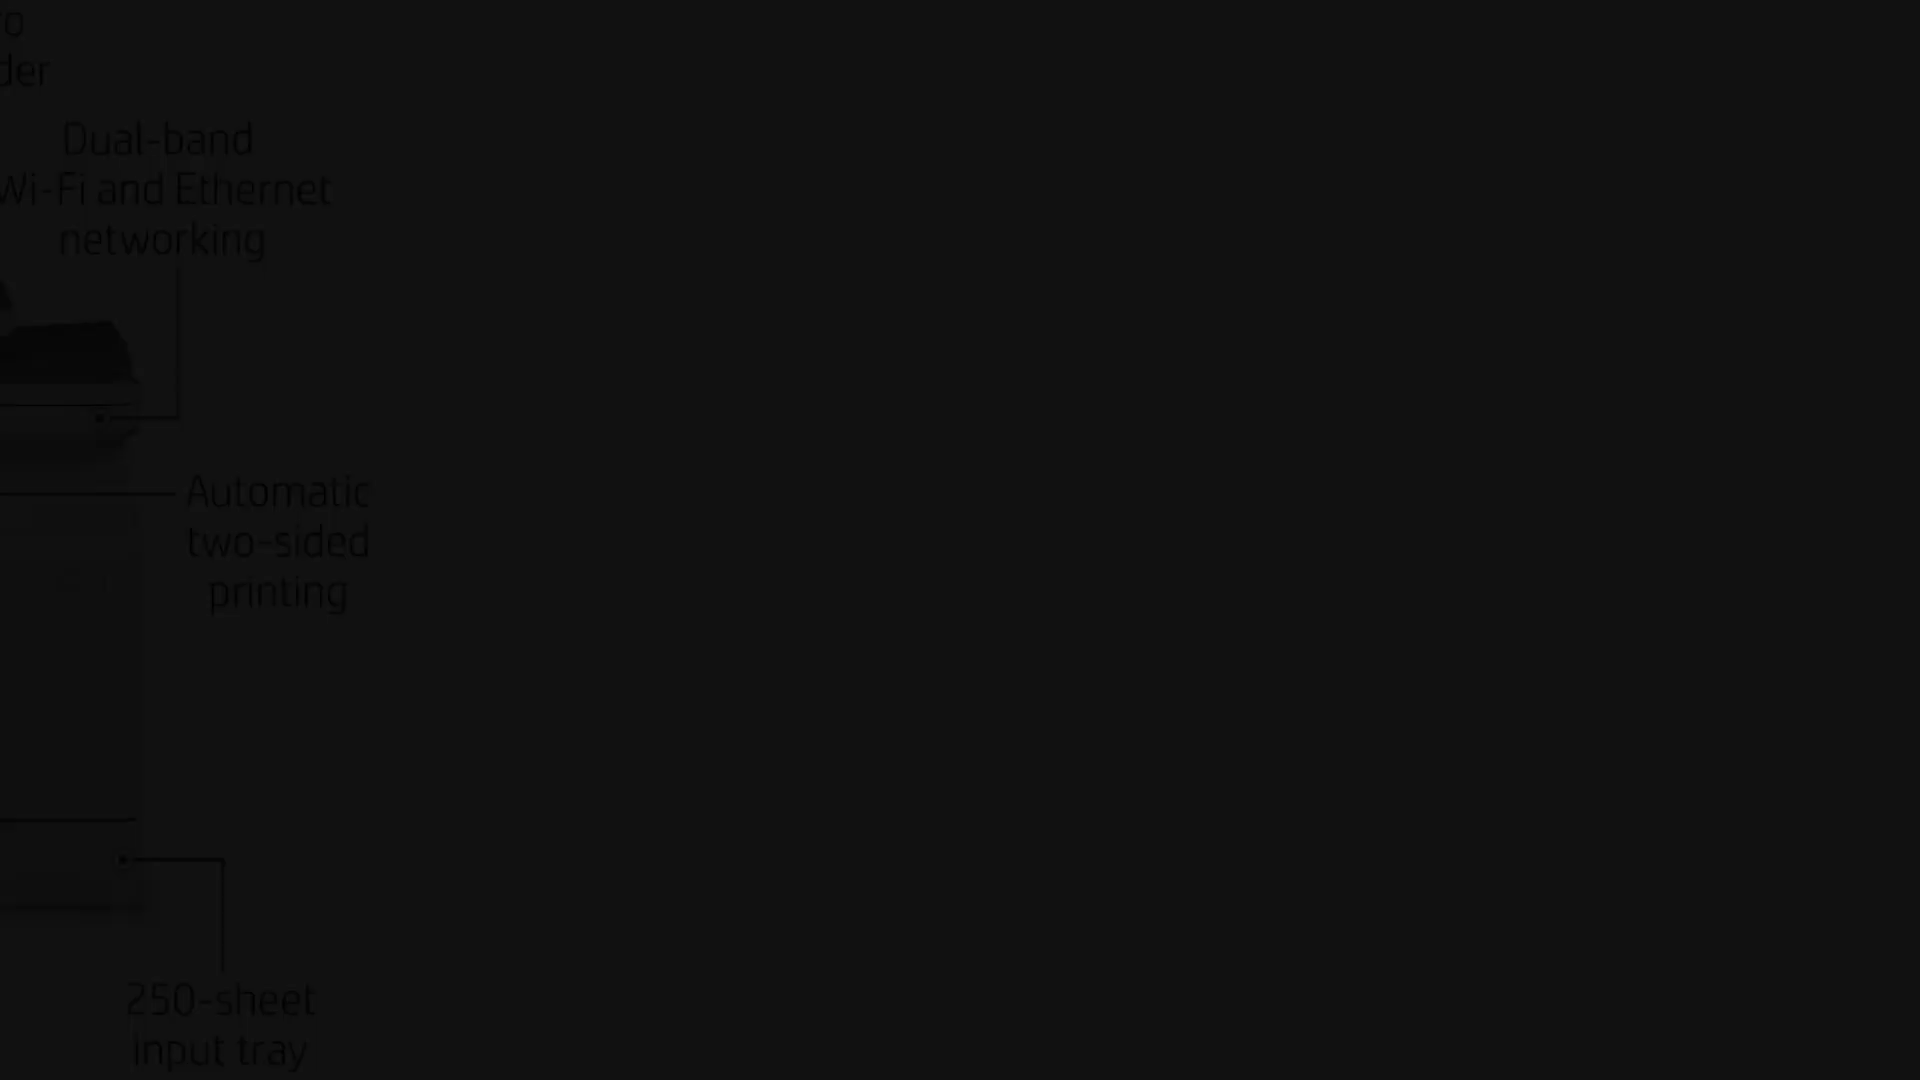 Dual-band
Wi-Fi and Ethernet
networking
Automatic
two-sided
printing
250-sheet
input tray